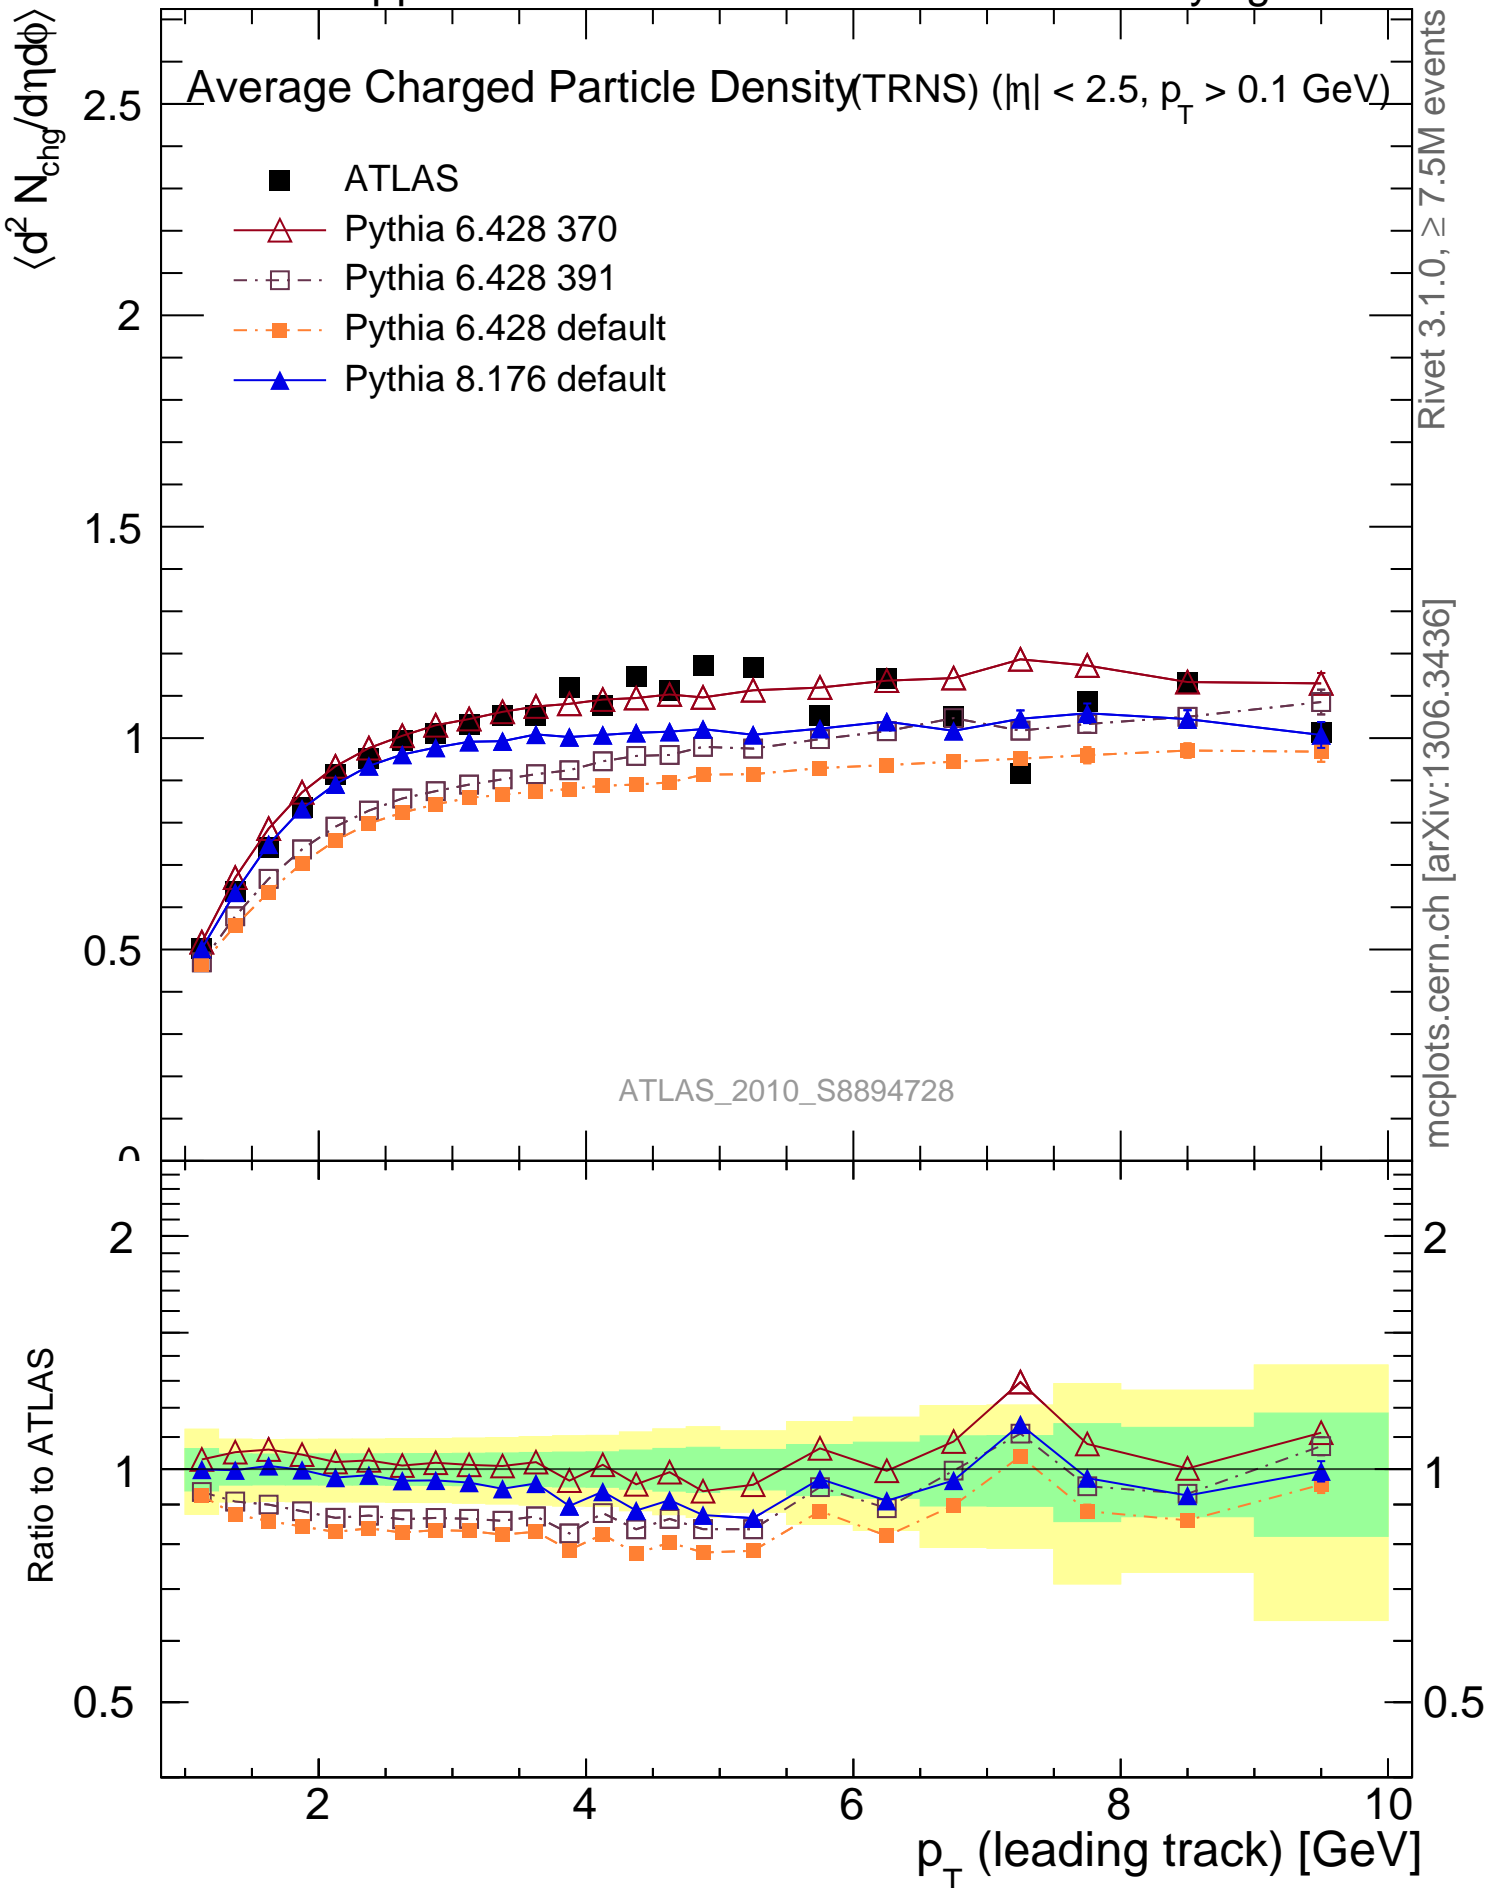 ⟨d² N_chg/dηdϕ⟩
Average Charged Particle Density(TRNS) (|η| < 2.5, p_T > 0.1 GeV)
ATLAS
Pythia 6.428 370
Pythia 6.428 391
Pythia 6.428 default
Pythia 8.176 default
2.5
2
1.5
1
0.5
0
ATLAS_2010_S8894728
Rivet 3.1.0, ≥ 7.5M events
mcplots.cern.ch [arXiv:1306.3436]
Ratio to ATLAS
2
1
0.5
2
1
0.5
2 4 6 8 10
p_T (leading track) [GeV]